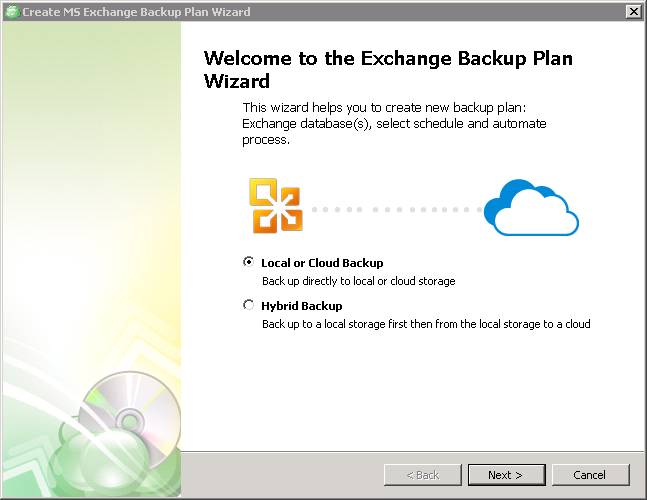 Create MS Exchange Backup Plan Wizard
Welcome to the Exchange Backup Plan
Wizard
This wizard helps you to create new backup plan:
Exchange database(s), select schedule and automate
process.
Local or Cloud Backup
Back up directly to local or cloud storage
Hybrid Backup
Back up to a local storage first then from the local storage to a cloud
< Back
Next >
Cancel